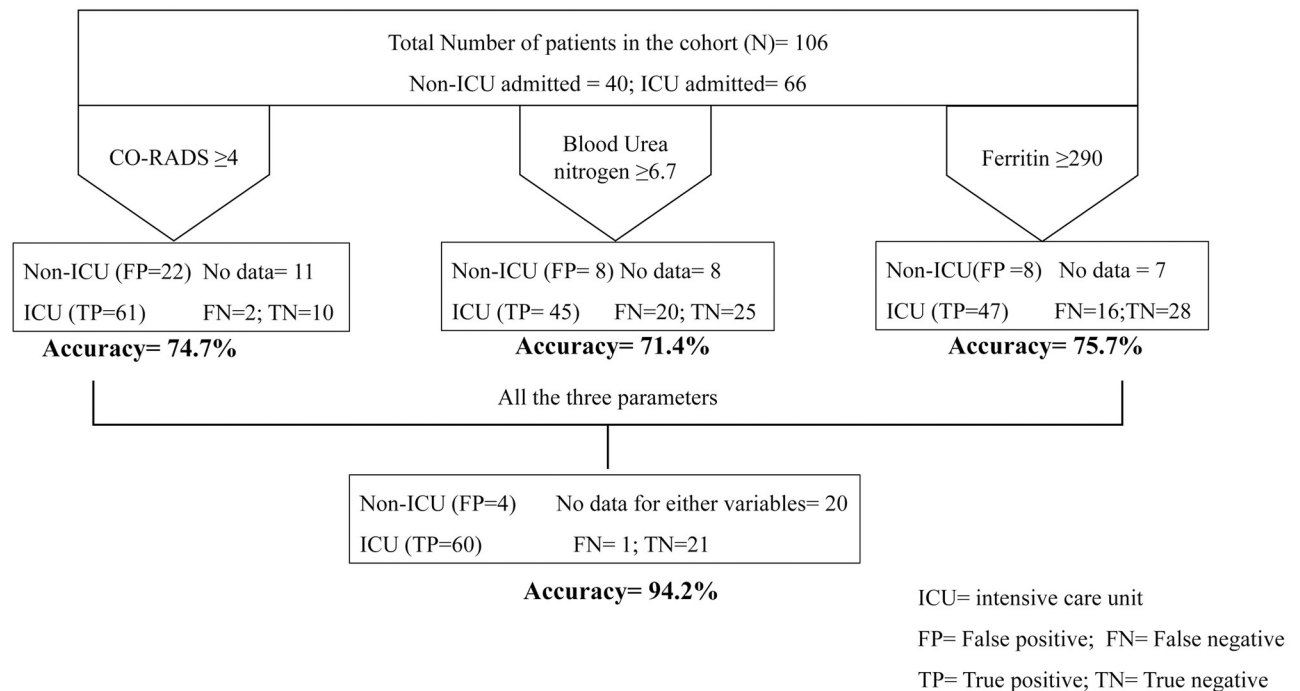 Total Number of patients in the cohort (N)= 106
Non-ICU admitted = 40; ICU admitted= 66
CO-RADS ≥4
Blood Urea
nitrogen ≥6.7
Ferritin ≥290
Non-ICU (FP=22) No data= 11
ICU (TP=61) FN=2; TN=10
Accuracy= 74.7%
Non-ICU (FP= 8) No data= 8
ICU (TP= 45) FN=20; TN=25
Accuracy= 71.4%
Non-ICU(FP =8) No data = 7
ICU (TP=47) FN=16;TN=28
Accuracy= 75.7%
All the three parameters
Non-ICU (FP=4) No data for either variables= 20
ICU (TP=60) FN= 1; TN=21
Accuracy= 94.2%
ICU= intensive care unit
FP= False positive; FN= False negative
TP= True positive; TN= True negative